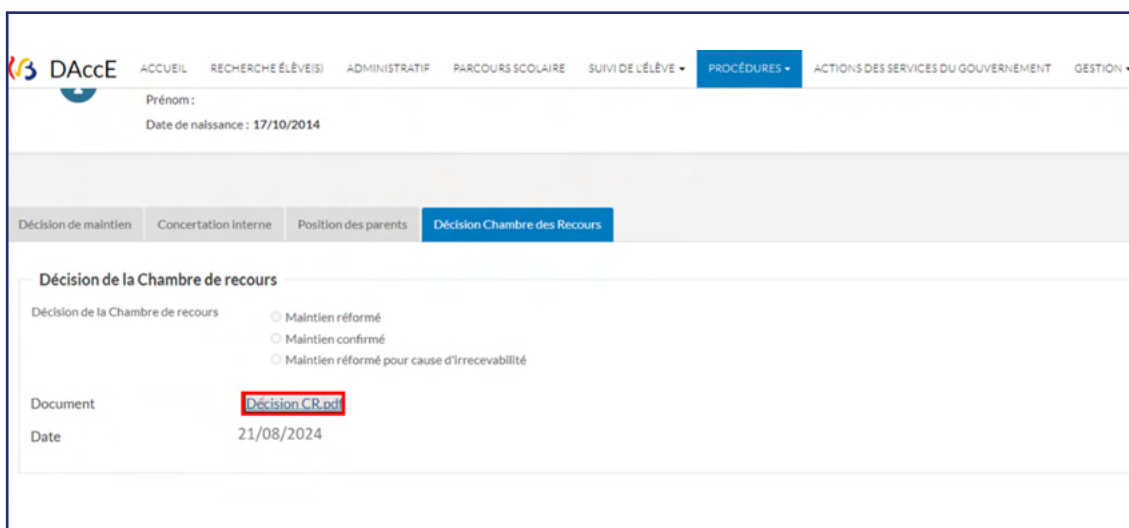 DAccE ACCUEIL RECHERCHE ÉLÈVE(S) ADMINISTRATIF PARCOURS SCOLAIRE SUIVI DE L'ÉLÈVE PROCÉDURES ACTIONS DES SERVICES DU GOUVERNEMENT GESTION
Prénom :
Date de naissance : 17/10/2014
Décision de maintien Concertation interne Position des parents Décision Chambre des Recours
Décision de la Chambre de recours
Décision de la Chambre de recours Maintien réformé
Maintien confirmé
Maintien réformé pour cause d'irrecevabilité
Document Décision CR.pdf
Date 21/08/2024